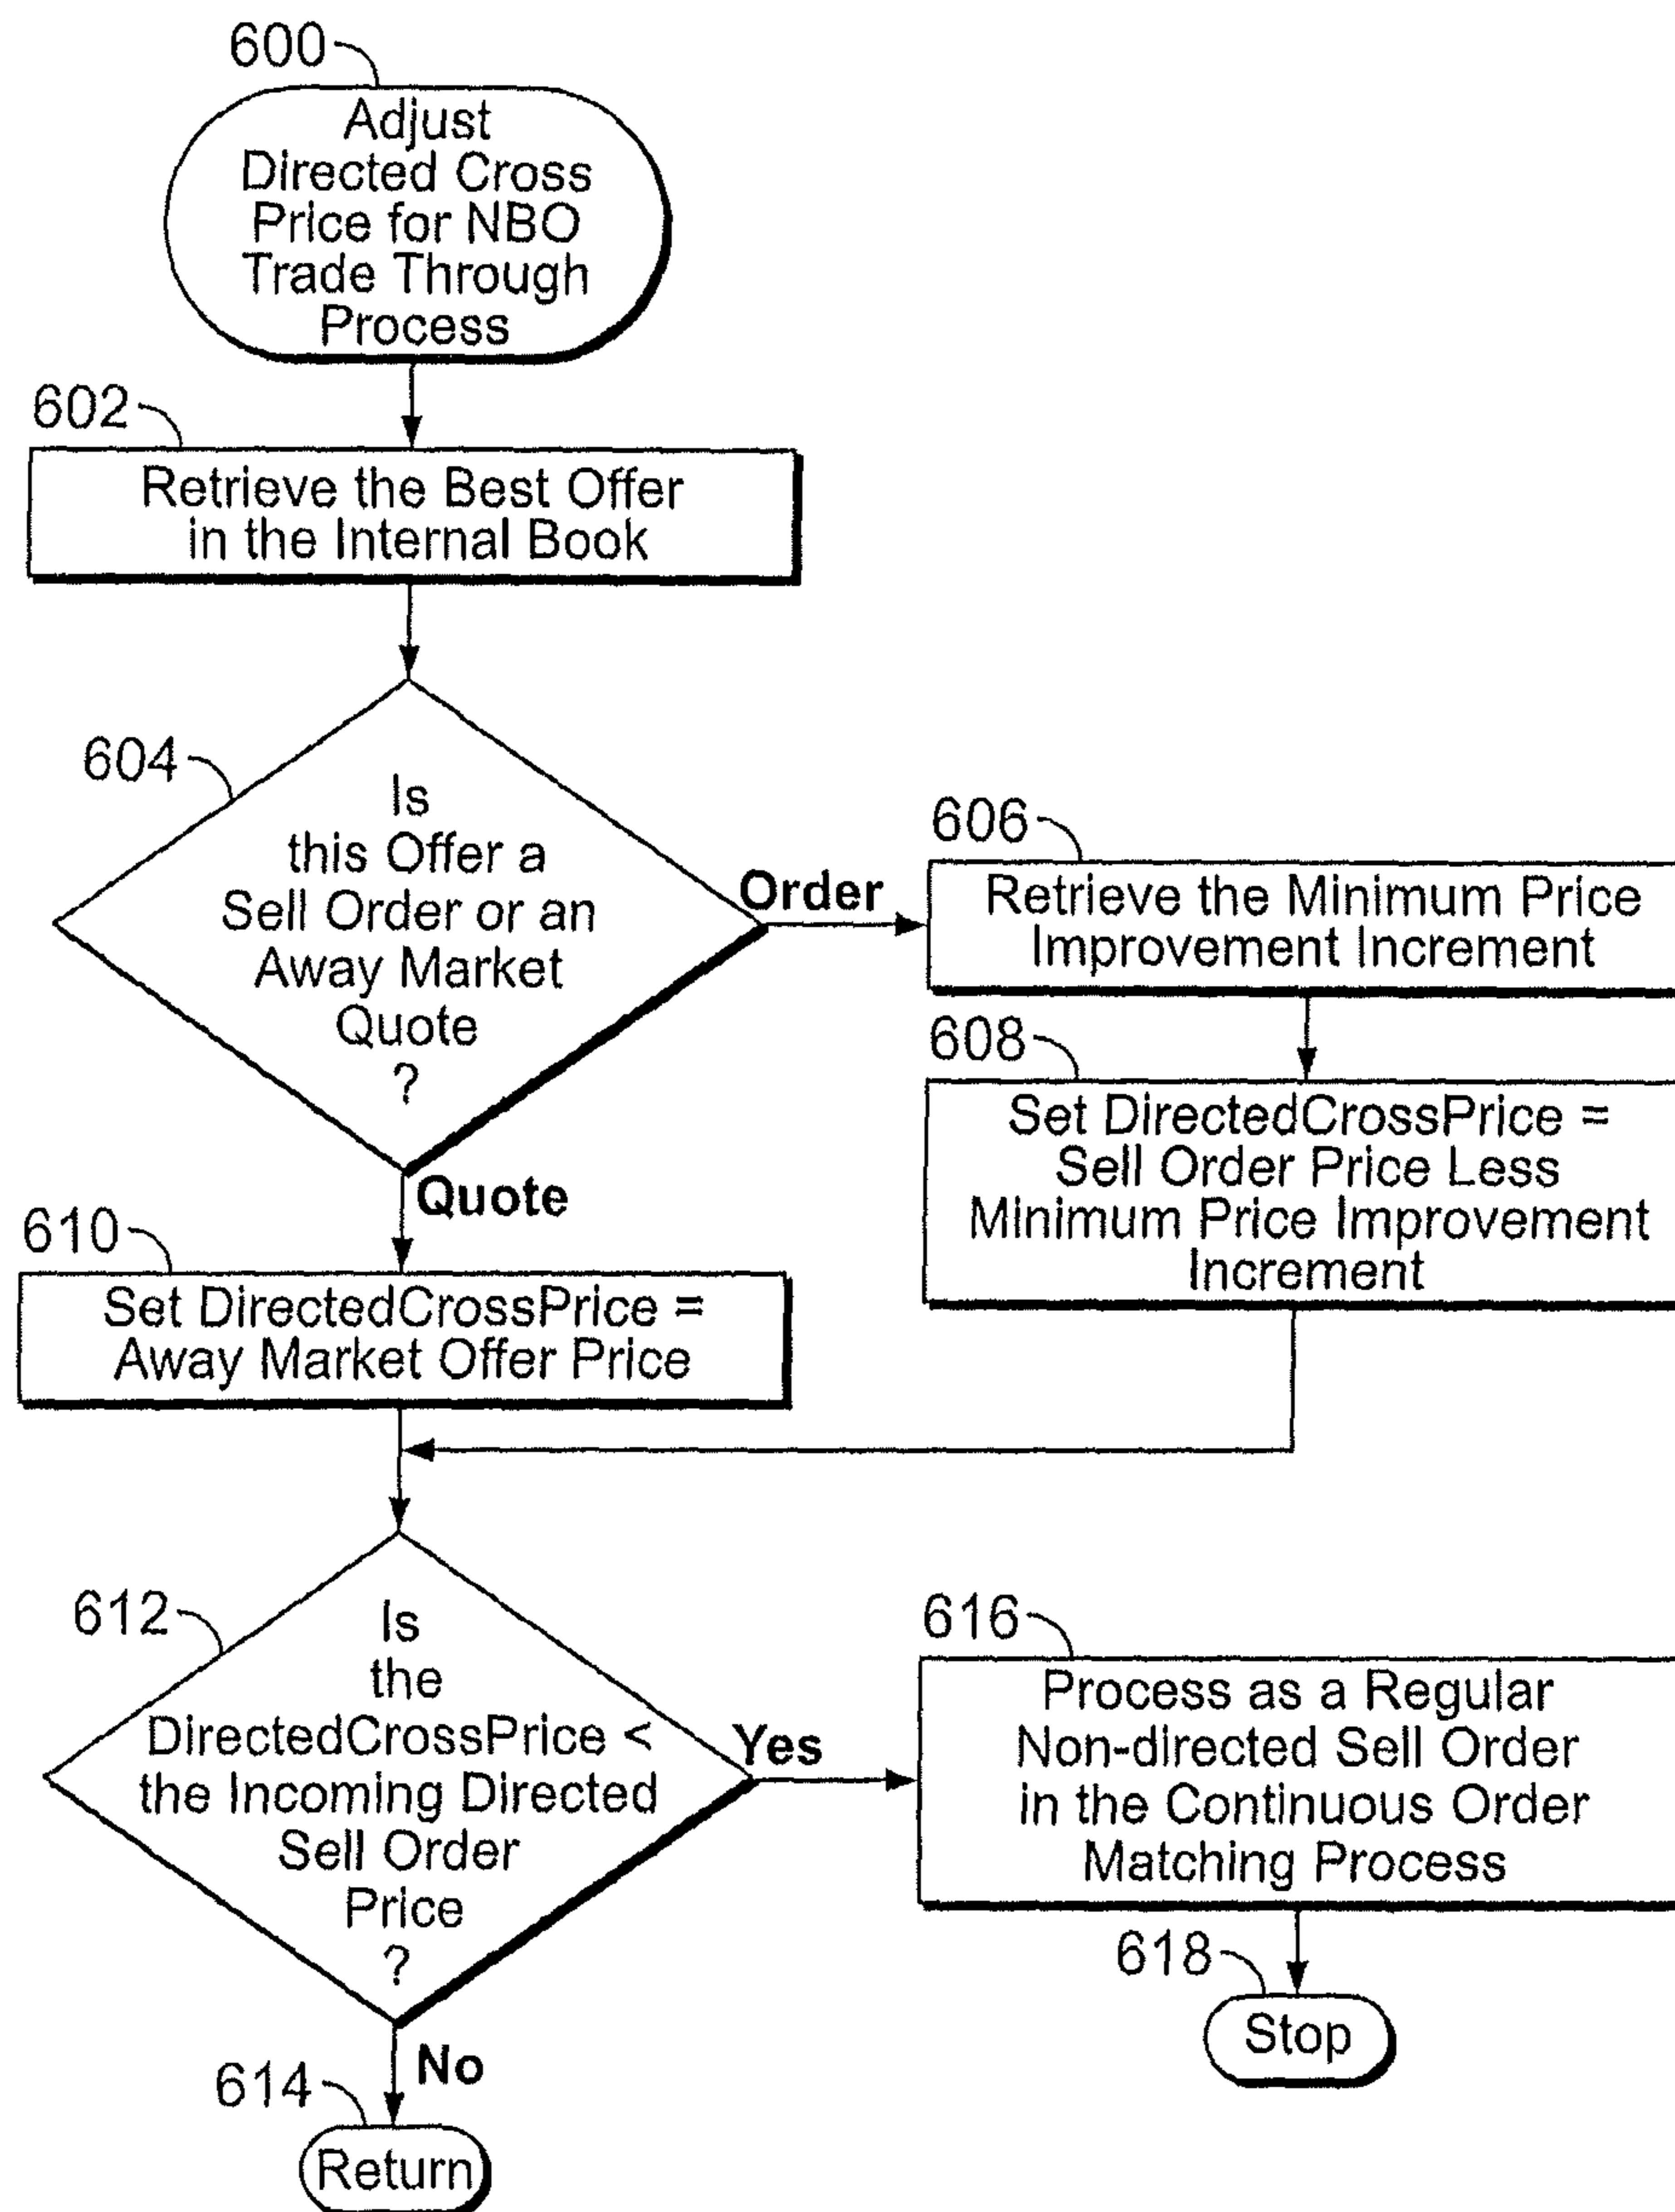 600
Adjust
Directed Cross
Price for NBO
Trade Through
Process
602
Retrieve the Best Offer
in the Internal Book
604
Is
this Offer a
Sell Order or an
Away Market
Quote
?
Order
606
Retrieve the Minimum Price
Improvement Increment
608
Set DirectedCrossPrice =
Sell Order Price Less
Minimum Price Improvement
Increment
Quote
610
Set DirectedCrossPrice =
Away Market Offer Price
612
Is
the
DirectedCrossPrice <
the Incoming Directed
Sell Order
Price
?
Yes
616
Process as a Regular
Non-directed Sell Order
in the Continuous Order
Matching Process
618
Stop
No
614
Return